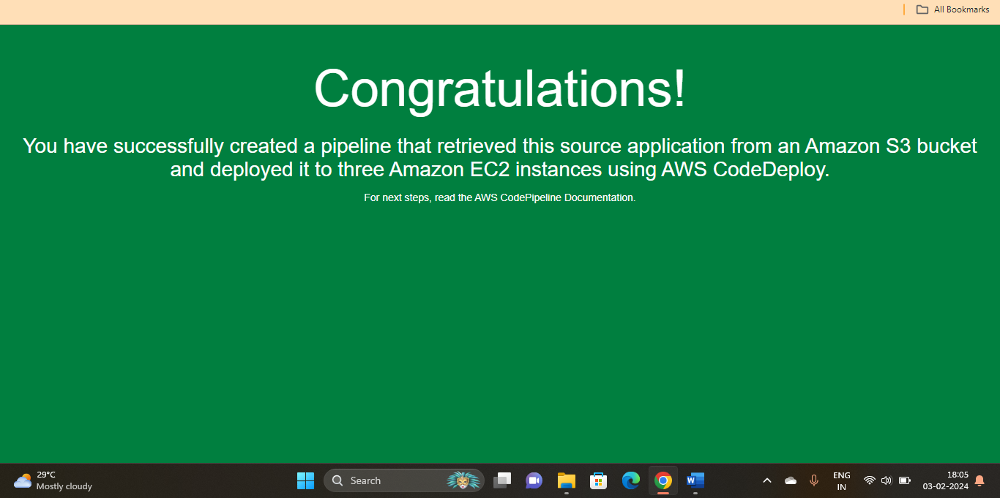 All Bookmarks
Congratulations!
You have successfully created a pipeline that retrieved this source application from an Amazon S3 bucket
and deployed it to three Amazon EC2 instances using AWS CodeDeploy.
For next steps, read the AWS CodePipeline Documentation.
29°C
Mostly cloudy
Search
W
ENG
IN
18:05
03-02-2024